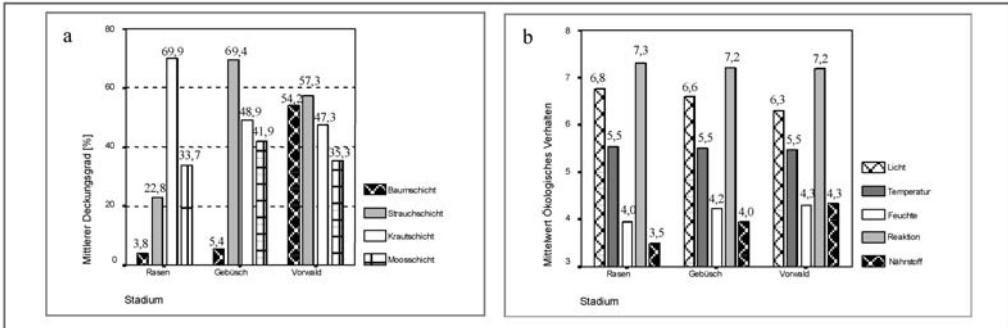 a
Mittlerer Deckungsgrad [%]
80
60
40
20
0
3,8
22,8
69,9
33,7
5,4
69,4
48,9
41,9
54,2
57,3
47,3
35,3
Rasen
Gebüsch
Vorwald
Stadium
Baumschicht
Strauchschicht
Krautschicht
Moosschicht
b
Mittelwert Ökologisches Verhalten
8
7
6
5
4
3
6,8
5,5
4,0
7,3
3,5
6,6
5,5
4,2
7,2
4,0
6,3
5,5
4,3
7,2
4,3
Rasen
Gebüsch
Vorwald
Stadium
Licht
Temperatur
Feuchte
Reaktion
Nährstoff